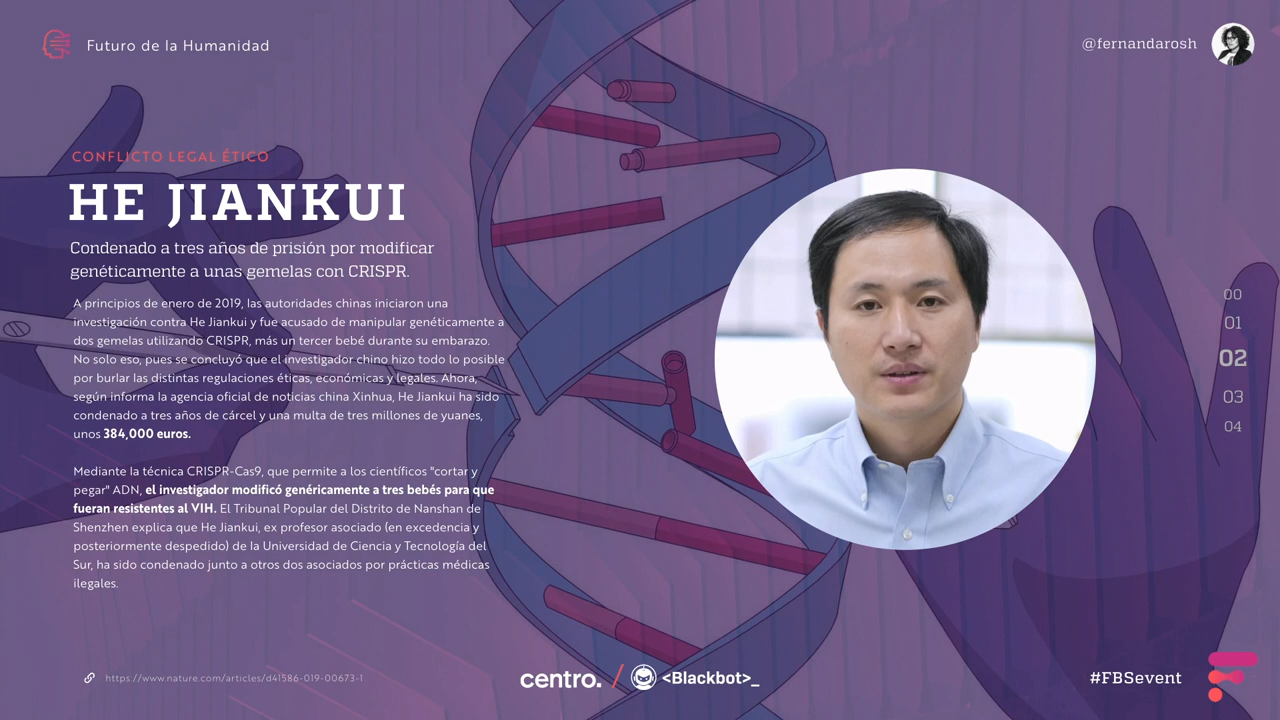 Futuro de la Humanidad
@fernandarosh
CONFLICTO LEGAL ÉTICO
HE JIANKUI
Condenado a tres años de prisión por modificar
genéticamente a unas gemelas con CRISPR.
A principios de enero de 2019, las autoridades chinas iniciaron una
investigación contra He Jiankui y fue acusado de manipular genéticamente a
dos gemelas utilizando CRISPR, más un tercer bebé durante su embarazo.
No solo eso, pues se concluyó que el investigador chino hizo todo lo posible
por burlar las distintas regulaciones éticas, económicas y legales. Ahora,
según informa la agencia oficial de noticias china Xinhua, He Jiankui ha sido
condenado a tres años de cárcel y una multa de tres millones de yuanes,
unos 384,000 euros.
Mediante la técnica CRISPR-Cas9, que permite a los científicos "cortar y
pegar" ADN, el investigador modificó genéricamente a tres bebés para que
fueran resistentes al VIH. El Tribunal Popular del Distrito de Nanshan de
Shenzhen explica que He Jiankui, ex profesor asociado (en excedencia y
posteriormente despedido) de la Universidad de Ciencia y Tecnología del
Sur, ha sido condenado junto a otros dos asociados por prácticas médicas
ilegales.
00
01
02
03
04
https://www.nature.com/articles/d41586-019-00673-1
centro. / <Blackbot>_
#FBSevent